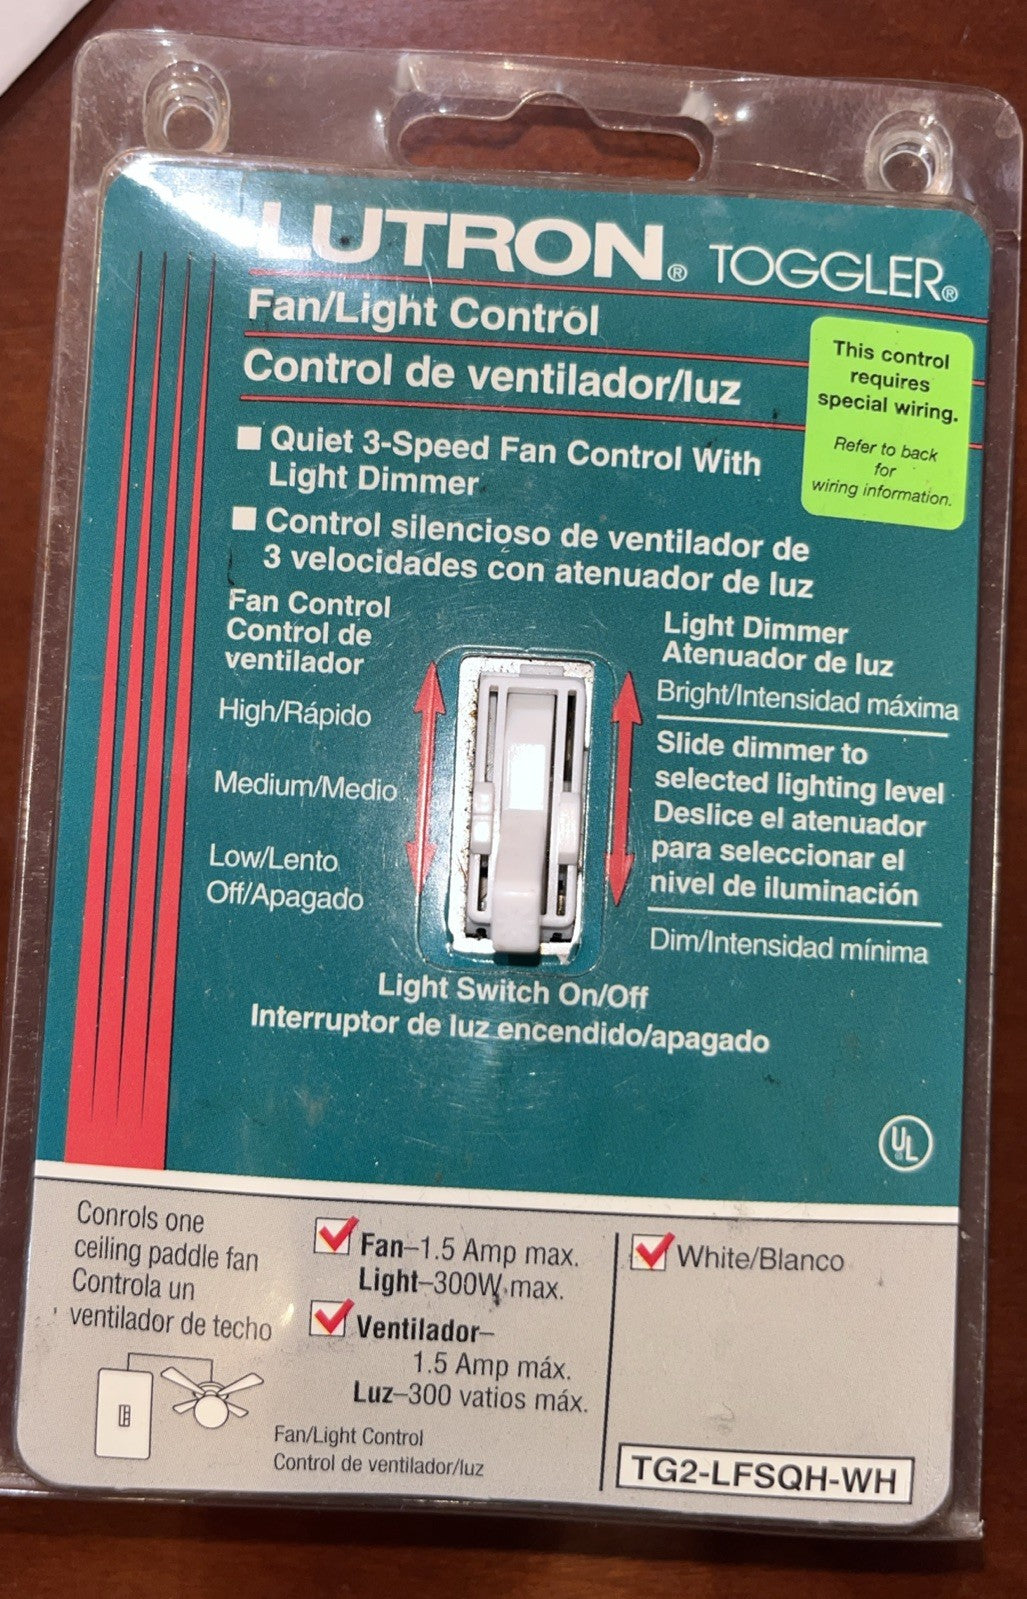 LUTRON® TOGGLER®
Fan/Light Control
Control de ventilador/luz
This control
requires
special wiring.
Refer to back
for
wiring information.
■ Quiet 3-Speed Fan Control With
Light Dimmer
■ Control silencioso de ventilador de
3 velocidades con atenuador de luz
Fan Control
Control de
ventilador
High/Rápido
Medium/Medio
Low/Lento
Off/Apagado
Light Dimmer
Atenuador de luz
Bright/Intensidad máxima
Slide dimmer to
selected lighting level
Deslice el atenuador
para seleccionar el
nivel de iluminación
Dim/Intensidad mínima
Light Switch On/Off
Interruptor de luz encendido/apagado
UL
Conrols one
ceiling paddle fan
Controla un
ventilador de techo
Fan–1.5 Amp max.
Light–300W max.
Ventilador–
1.5 Amp máx.
Luz–300 vatios máx.
Fan/Light Control
Control de ventilador/luz
White/Blanco
TG2-LFSQH-WH